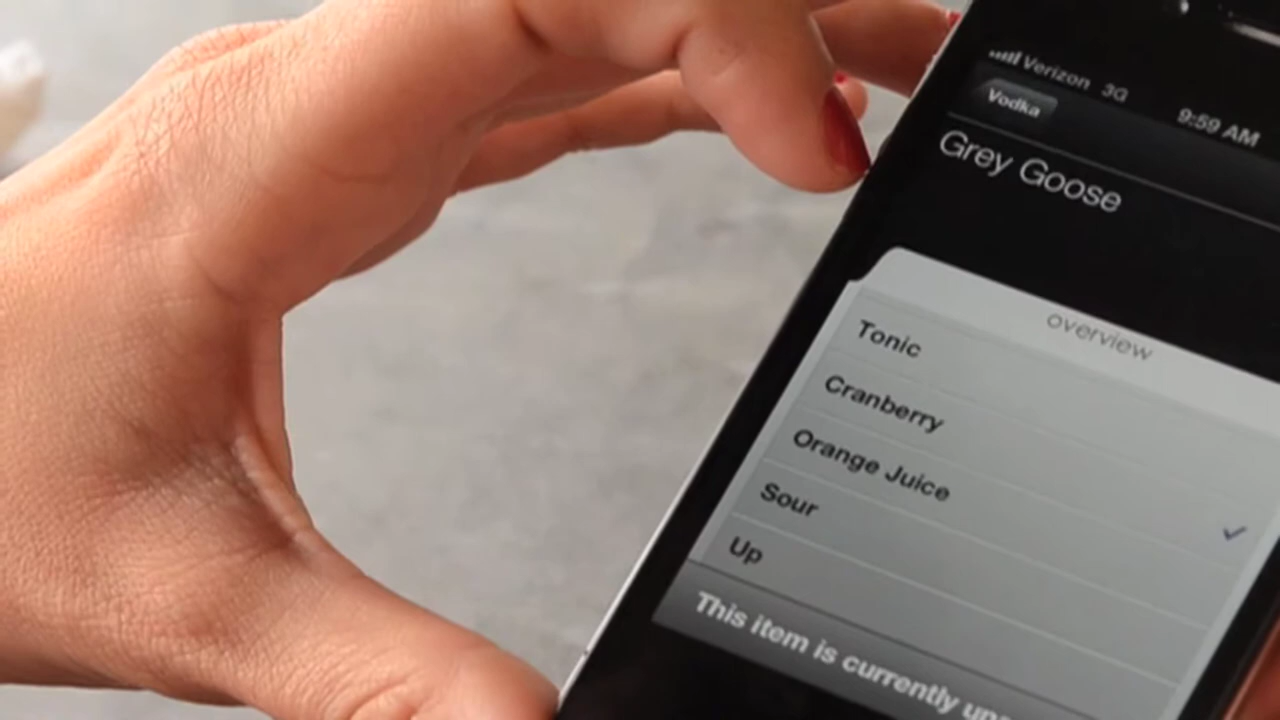 Verizon 3G 9:59 AM
Vodka
Grey Goose
overview
Tonic
Cranberry
Orange Juice
Sour
Up
This item is currently